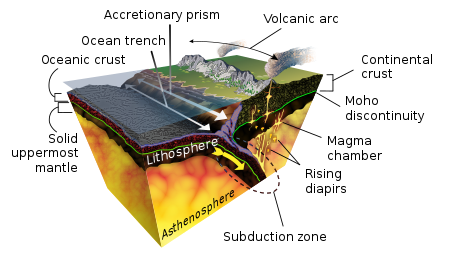 Accretionary prism
Volcanic arc
Ocean trench
Oceanic crust
Continental
crust
Moho
discontinuity
Solid
uppermost
mantle
Lithosphere
Magma
chamber
Rising
diapirs
Asthenosphere
Subduction zone